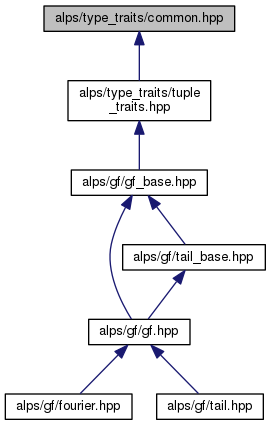 alps/type_traits/common.hpp
alps/type_traits/tuple
_traits.hpp
alps/gf/gf_base.hpp
alps/gf/tail_base.hpp
alps/gf/gf.hpp
alps/gf/fourier.hpp
alps/gf/tail.hpp